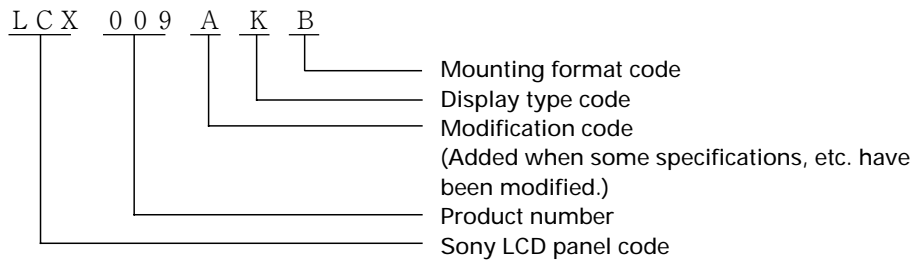 LCX 009 A K B
Mounting format code
Display type code
Modification code
(Added when some specifications, etc. have
been modified.)
Product number
Sony LCD panel code